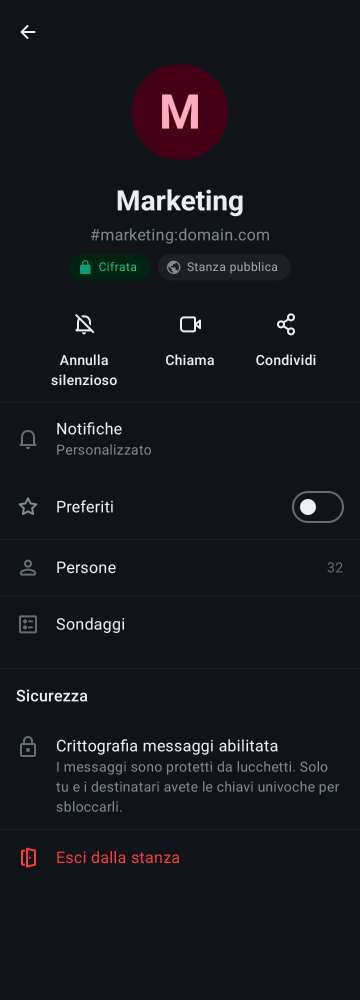 M
Marketing
#marketing:domain.com
Cifrata
Stanza pubblica
Annulla
silenzioso
Chiama
Condividi
Notifiche
Personalizzato
Preferiti
Persone
32
Sondaggi
Sicurezza
Crittografia messaggi abilitata
I messaggi sono protetti da lucchetti. Solo
tu e i destinatari avete le chiavi univoche per
sbloccarli.
Esci dalla stanza